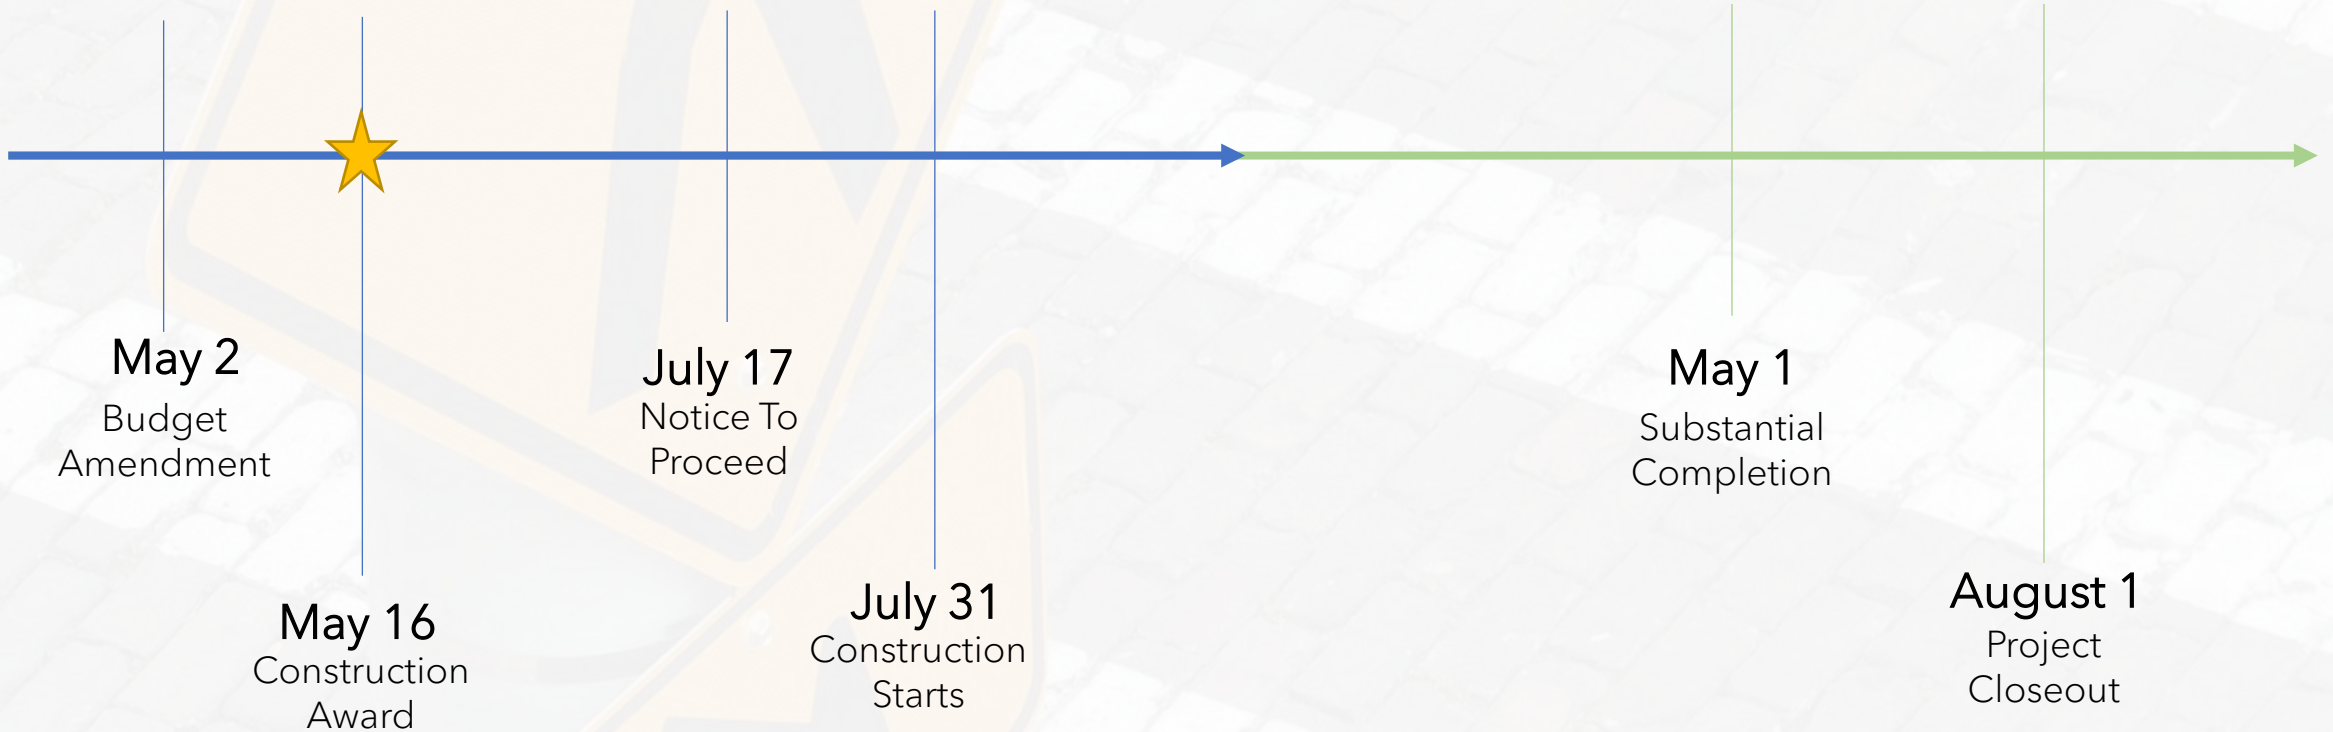 May 2
Budget
Amendment
May 16
Construction
Award
July 17
Notice To
Proceed
July 31
Construction
Starts
May 1
Substantial
Completion
August 1
Project
Closeout